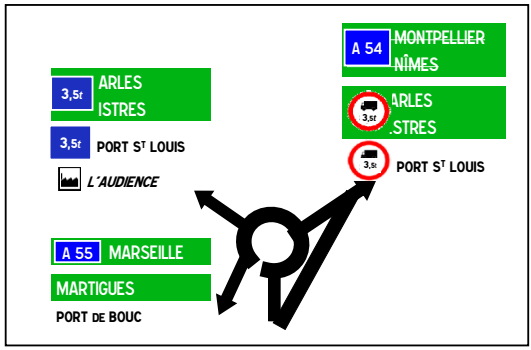 3,5t ARLES
ISTRES
3,5t PORT Sᵀ LOUIS
L'AUDIENCE
A 55 MARSEILLE
MARTIGUES
PORT DE BOUC
A 54 MONTPELLIER
NÎMES
3,5t ARLES
ISTRES
3,5t PORT Sᵀ LOUIS